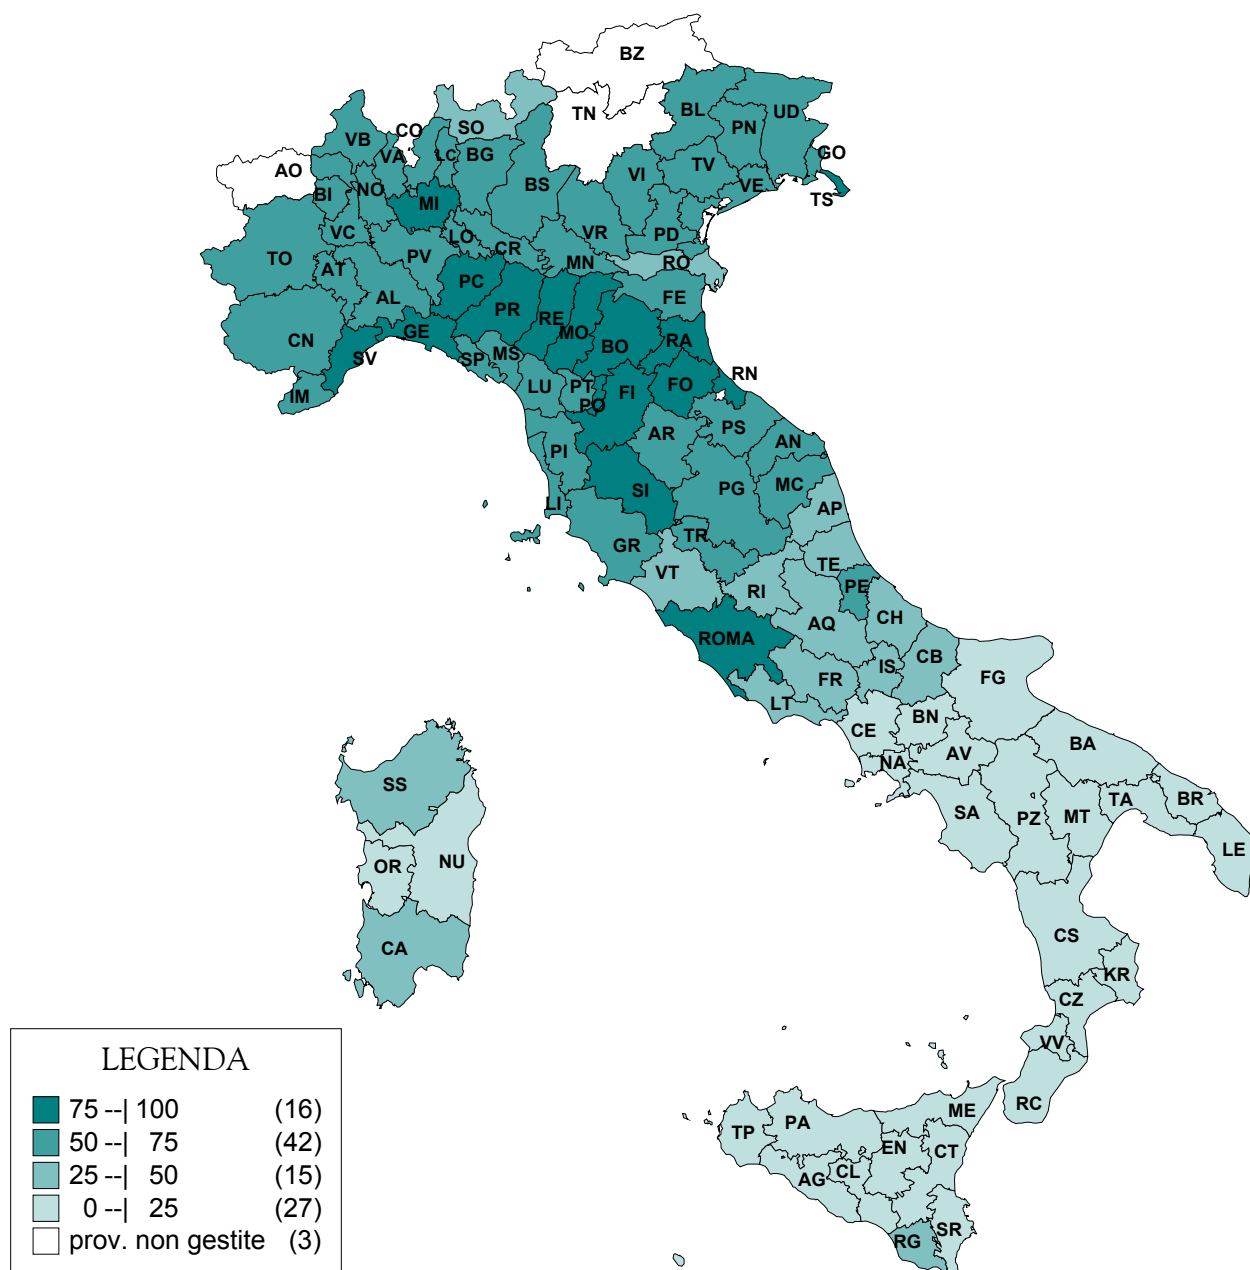 BZ
TN
SO
CO
VB
VA
LC
BG
BL
PN
UD
GO
TS
AO
BI
NO
MI
BS
VI
TV
VE
VC
LO
CR
VR
PD
TO
AT
PV
MN
RO
AL
PC
PR
RE
MO
FE
CN
GE
SV
SP
MS
BO
RA
RN
IM
LU
PT
PO
FI
FO
AR
PS
AN
PI
SI
PG
MC
LI
AP
GR
TR
VT
RI
TE
PE
ROMA
AQ
CH
IS
CB
FR
LT
FG
CE
BN
NA
AV
BA
SA
PZ
MT
TA
BR
LE
SS
OR
NU
CA
CS
KR
CZ
VV
RC
ME
TP
PA
EN
CT
AG
CL
RG
SR
LEGENDA
75 --| 100 (16)
50 --| 75 (42)
25 --| 50 (15)
0 --| 25 (27)
prov. non gestite (3)